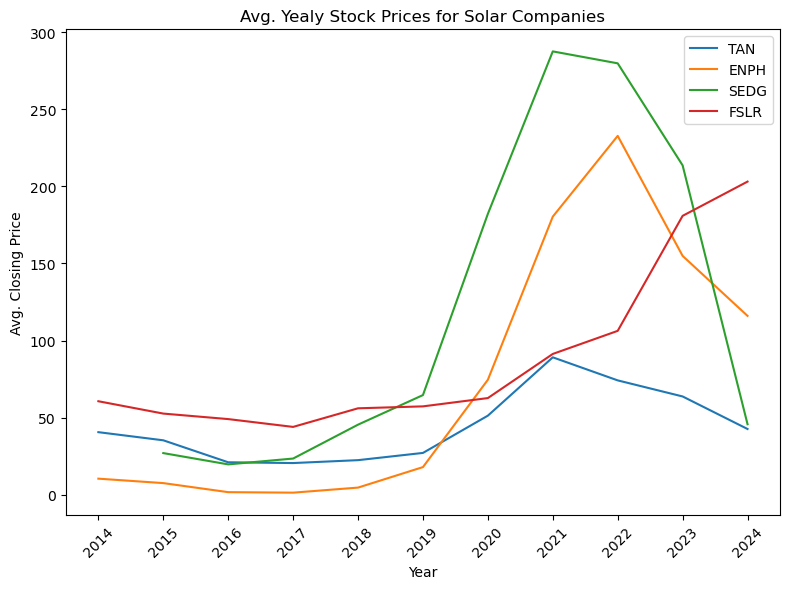 Avg. Yealy Stock Prices for Solar Companies
300
250
200
150
100
50
0
Avg. Closing Price
TAN
ENPH
SEDG
FSLR
2014
2015
2016
2017
2018
2019
2020
2021
2022
2023
2024
Year